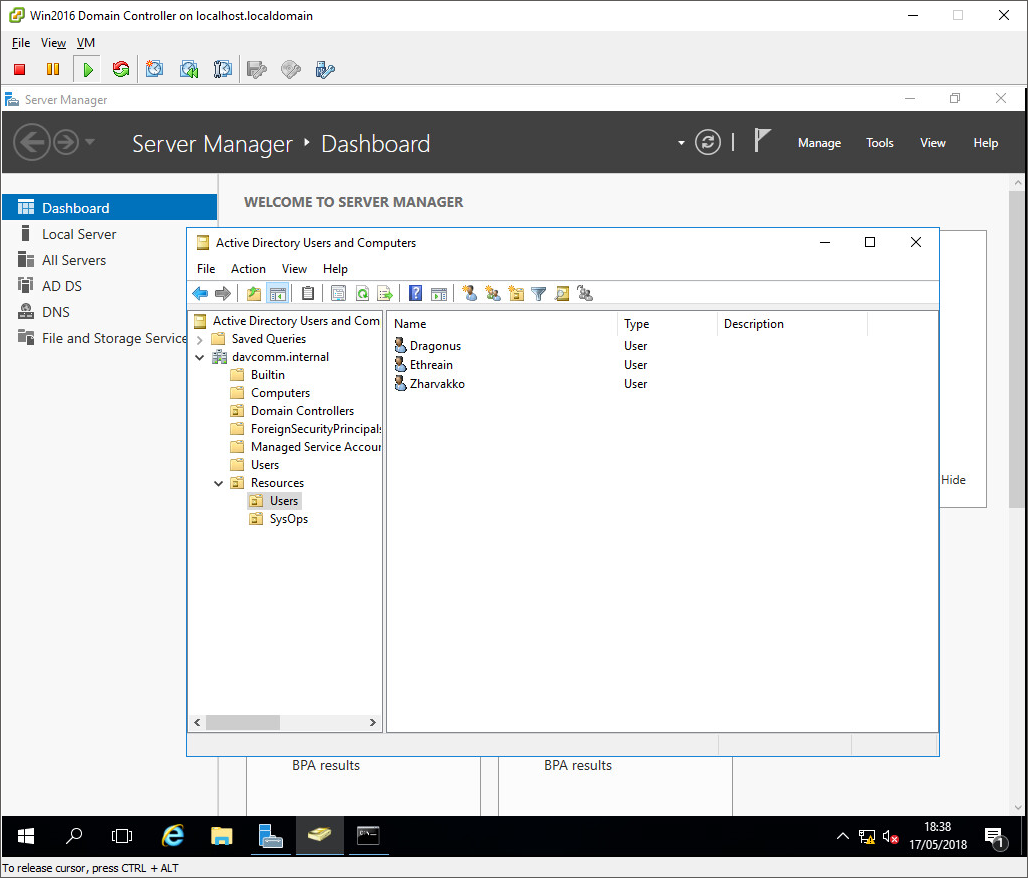 Win2016 Domain Controller on localhost.localdomain
File View VM
Server Manager
Server Manager Dashboard
Manage Tools View Help
Dashboard
Local Server
All Servers
AD DS
DNS
File and Storage Service
WELCOME TO SERVER MANAGER
Active Directory Users and Computers
File Action View Help
Active Directory Users and Com
Saved Queries
davcomm.internal
Builtin
Computers
Domain Controllers
ForeignSecurityPrincipals
Managed Service Accour
Users
Resources
Users
SysOps
Name Type Description
Dragonus User
Ethreain User
Zharvakko User
Hide
BPA results BPA results
18:38
17/05/2018
1
To release cursor, press CTRL + ALT